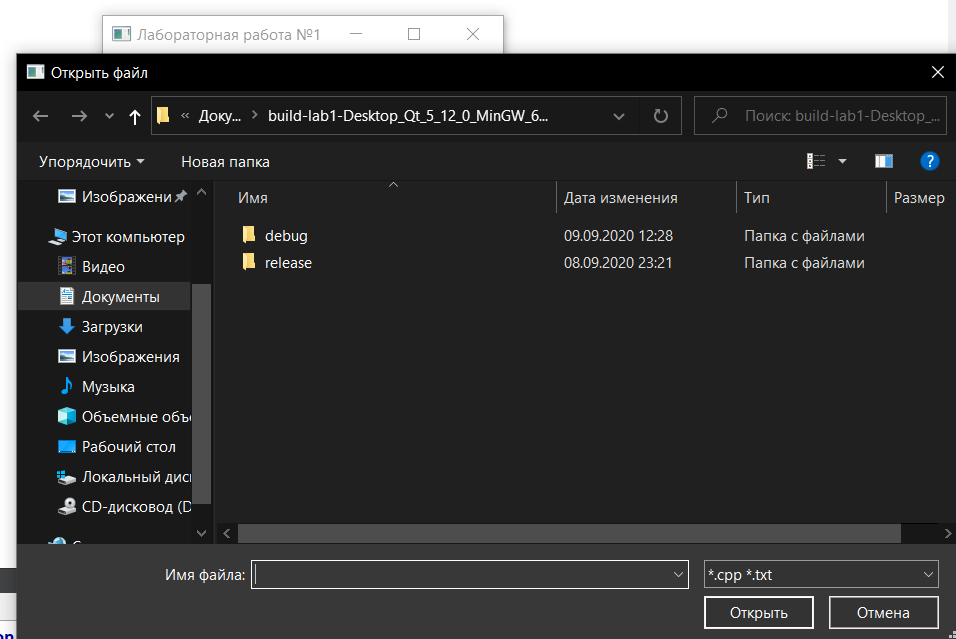 Лабораторная работа №1
Открыть файл
« Доку... > build-lab1-Desktop_Qt_5_12_0_MinGW_6...
Поиск: build-lab1-Desktop_...
Упорядочить
Новая папка
?
Имя
Дата изменения
Тип
Размер
debug 09.09.2020 12:28 Папка с файлами
release 08.09.2020 23:21 Папка с файлами
Изображени
Этот компьютер
Видео
Документы
Загрузки
Изображения
Музыка
Объемные объе
Рабочий стол
Локальный дис
CD-дисковод (D
Имя файла:
*.cpp *.txt
Открыть
Отмена
on